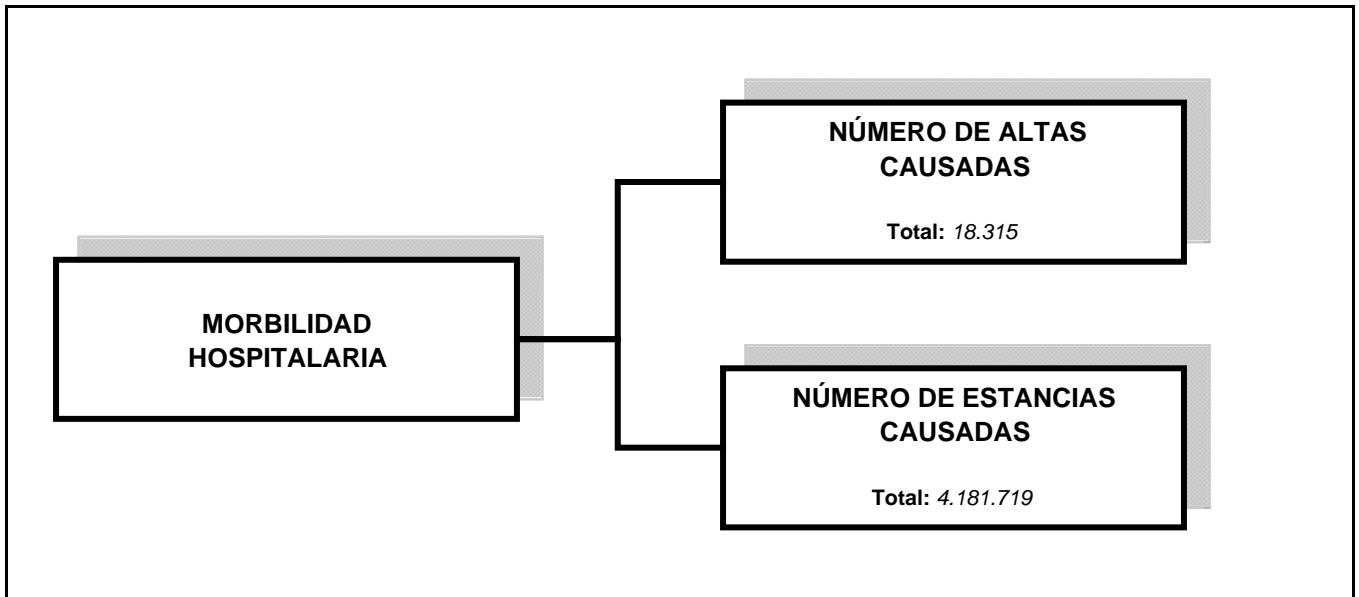 MORBILIDAD
HOSPITALARIA
NÚMERO DE ALTAS
CAUSADAS
Total: 18.315
NÚMERO DE ESTANCIAS
CAUSADAS
Total: 4.181.719